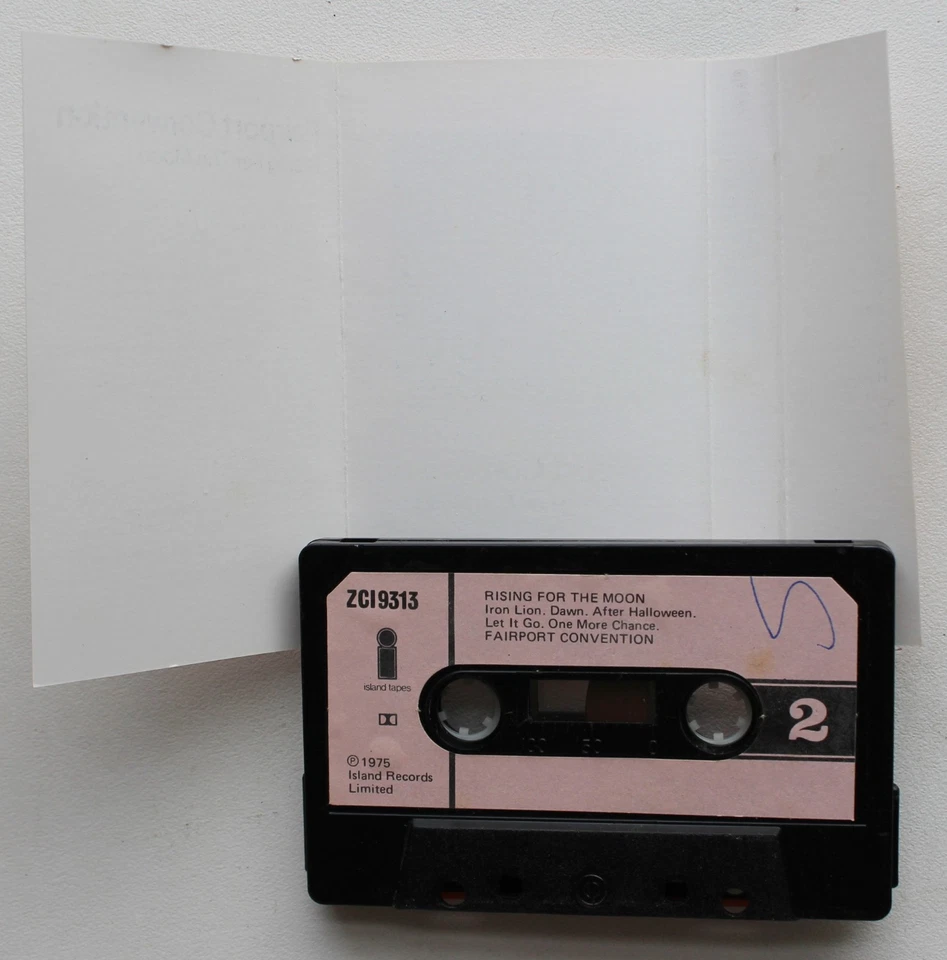 ZCI 9313
RISING FOR THE MOON
Iron Lion. Dawn. After Halloween.
Let It Go. One More Chance.
FAIRPORT CONVENTION
island tapes
2
100 50 0
℗ 1975
Island Records
Limited